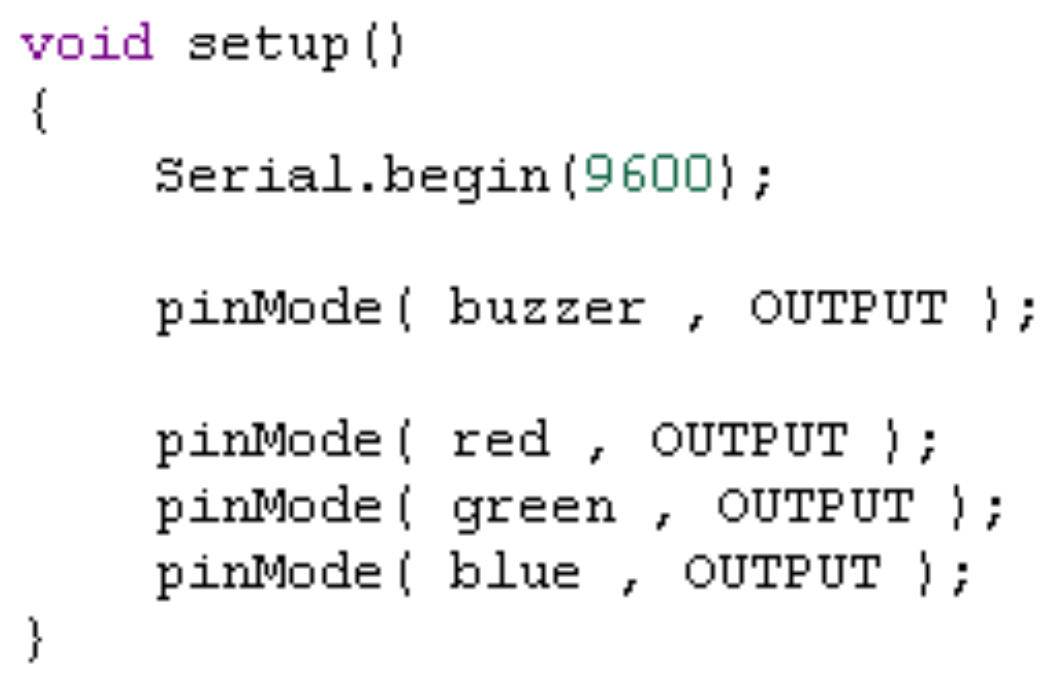 void setup()
{
    Serial.begin(9600);

    pinMode( buzzer , OUTPUT );

    pinMode( red , OUTPUT );
    pinMode( green , OUTPUT );
    pinMode( blue , OUTPUT );
}